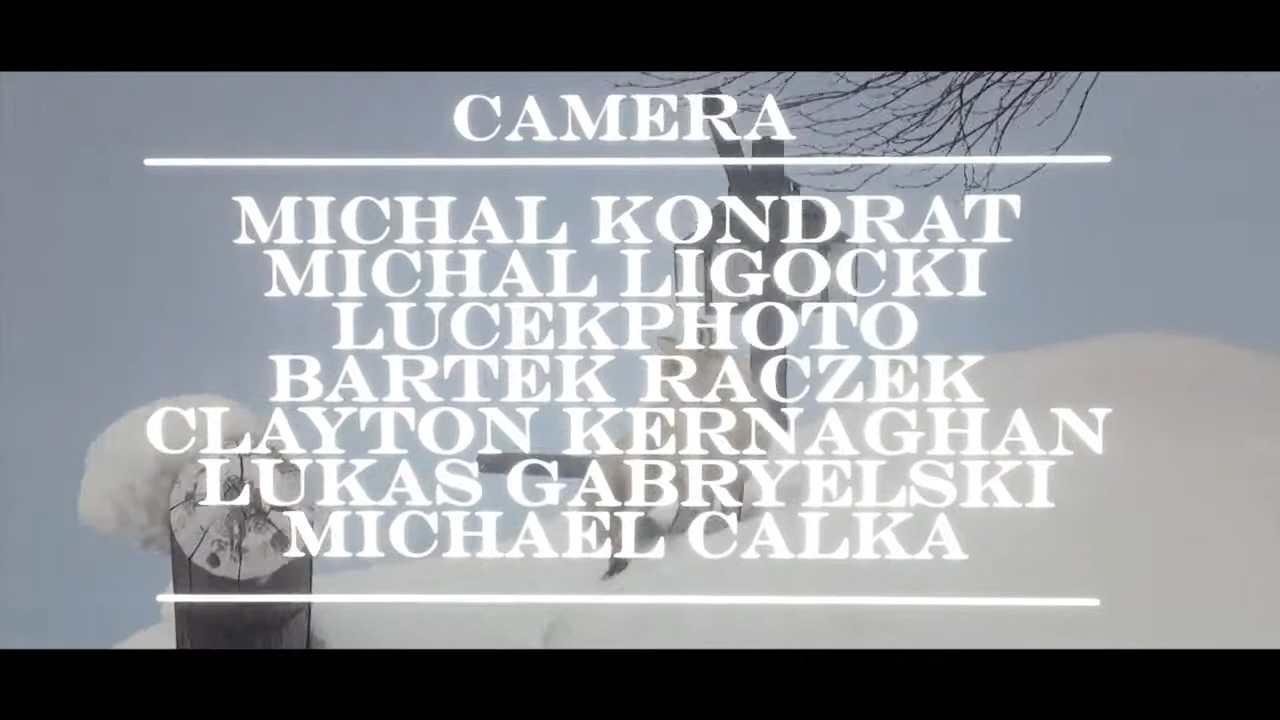 CAMERA
MICHAL KONDRAT
MICHAL LIGOCKI
LUCEKPHOTO
BARTEK RACZEK
CLAYTON KERNAGHAN
LUKAS GABRYELSKI
MICHAEL CALKA